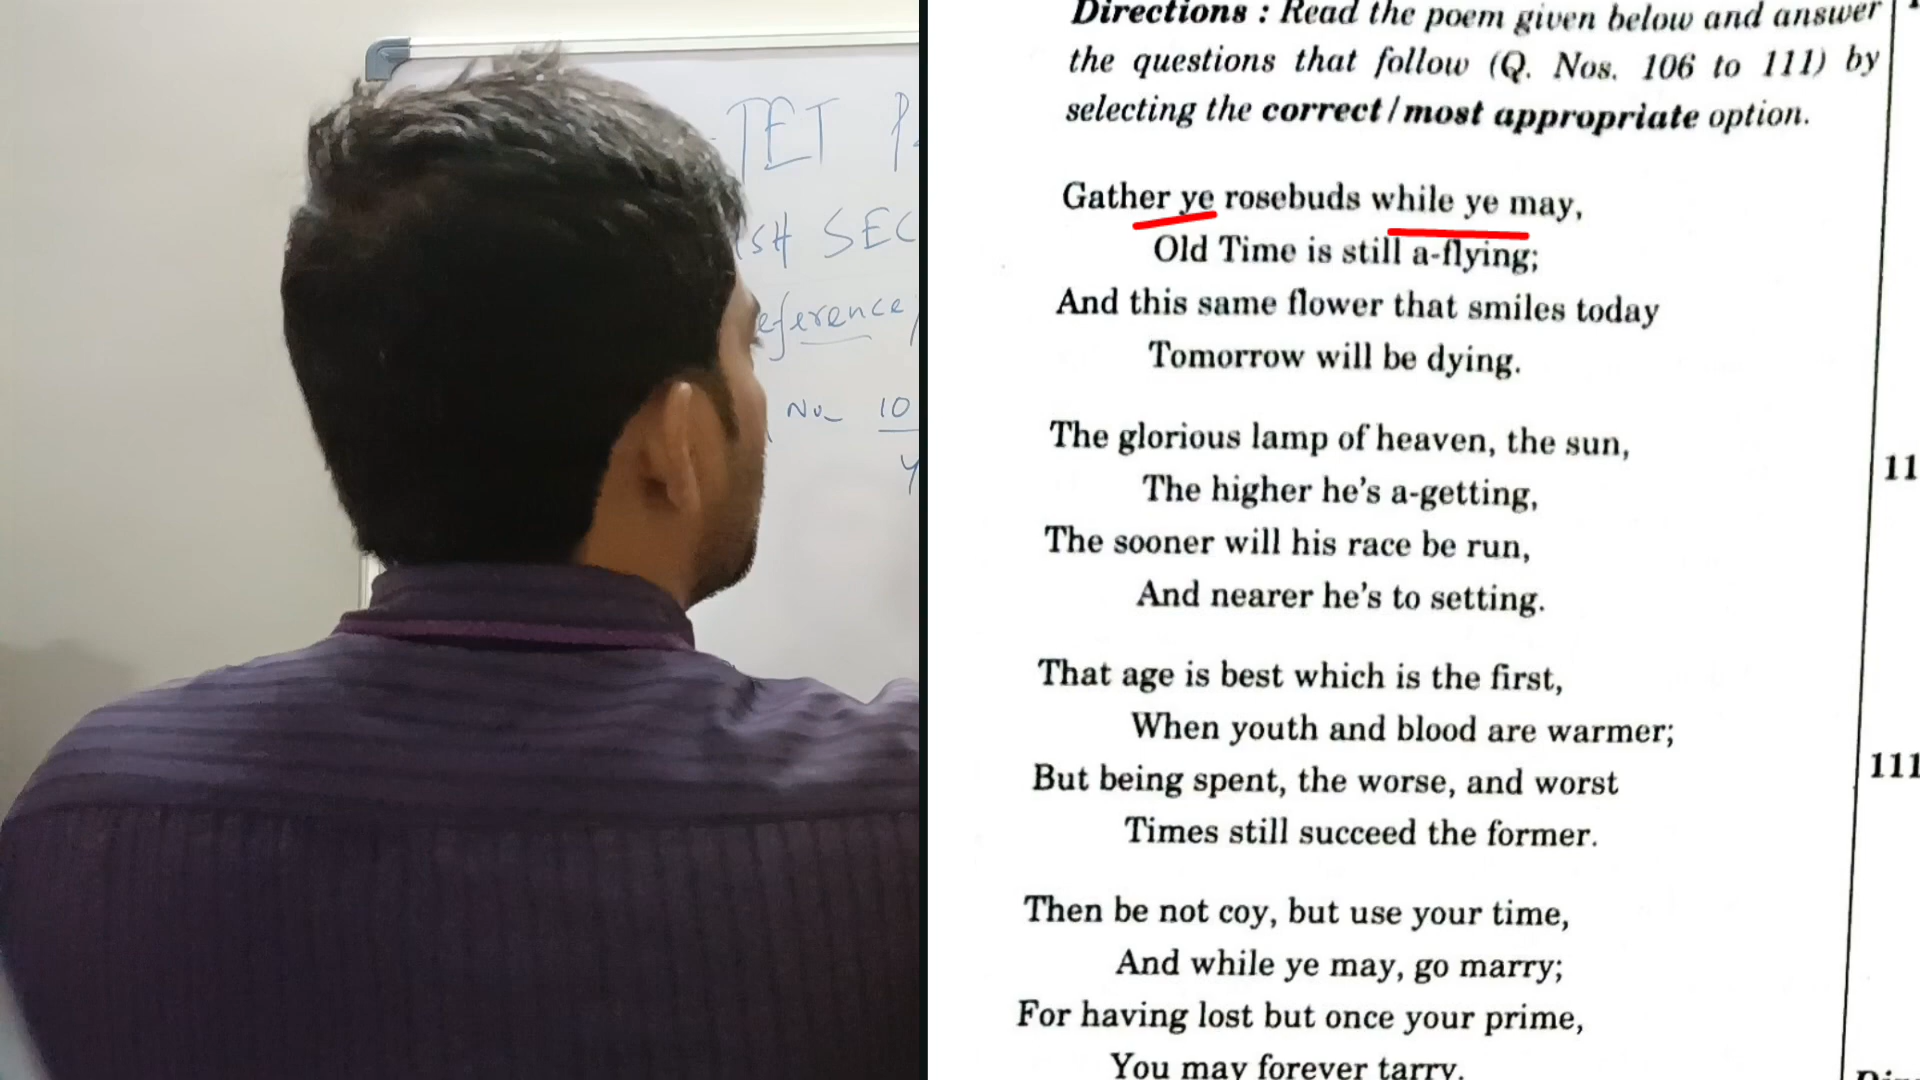 TET
SH SEC
eference
No 10
Directions : Read the poem given below and answer
the questions that follow (Q. Nos. 106 to 111) by
selecting the correct/most appropriate option.
Gather ye rosebuds while ye may,
Old Time is still a-flying;
And this same flower that smiles today
Tomorrow will be dying.
The glorious lamp of heaven, the sun,
The higher he's a-getting,
The sooner will his race be run,
And nearer he's to setting.
That age is best which is the first,
When youth and blood are warmer;
But being spent, the worse, and worst
Times still succeed the former.
Then be not coy, but use your time,
And while ye may, go marry;
For having lost but once your prime,
You may forever tarry.
11
111